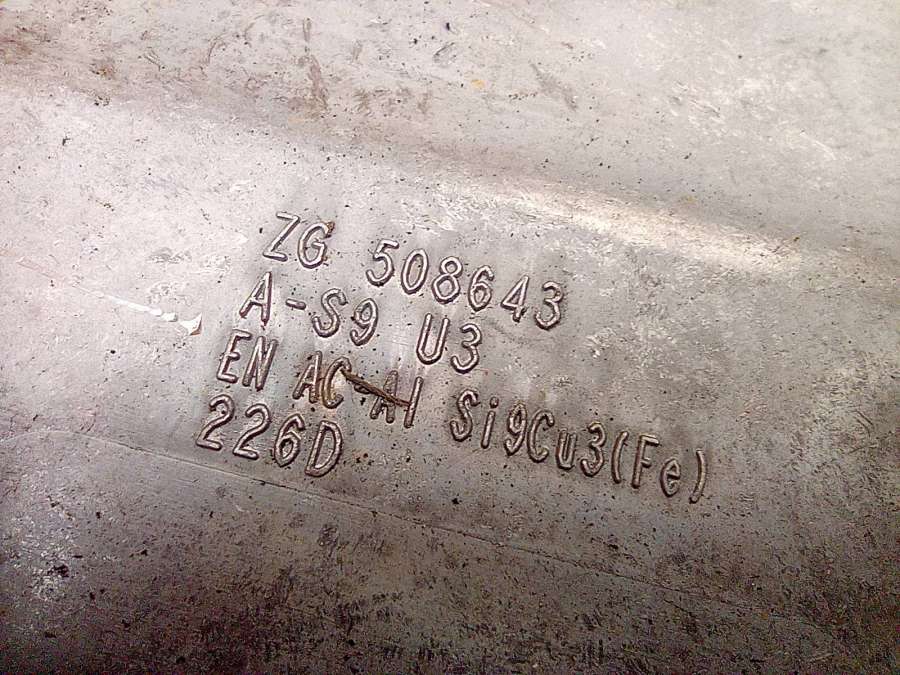 ZG 508643
A-S9 U3
EN AC-Al Si9Cu3(Fe)
226D